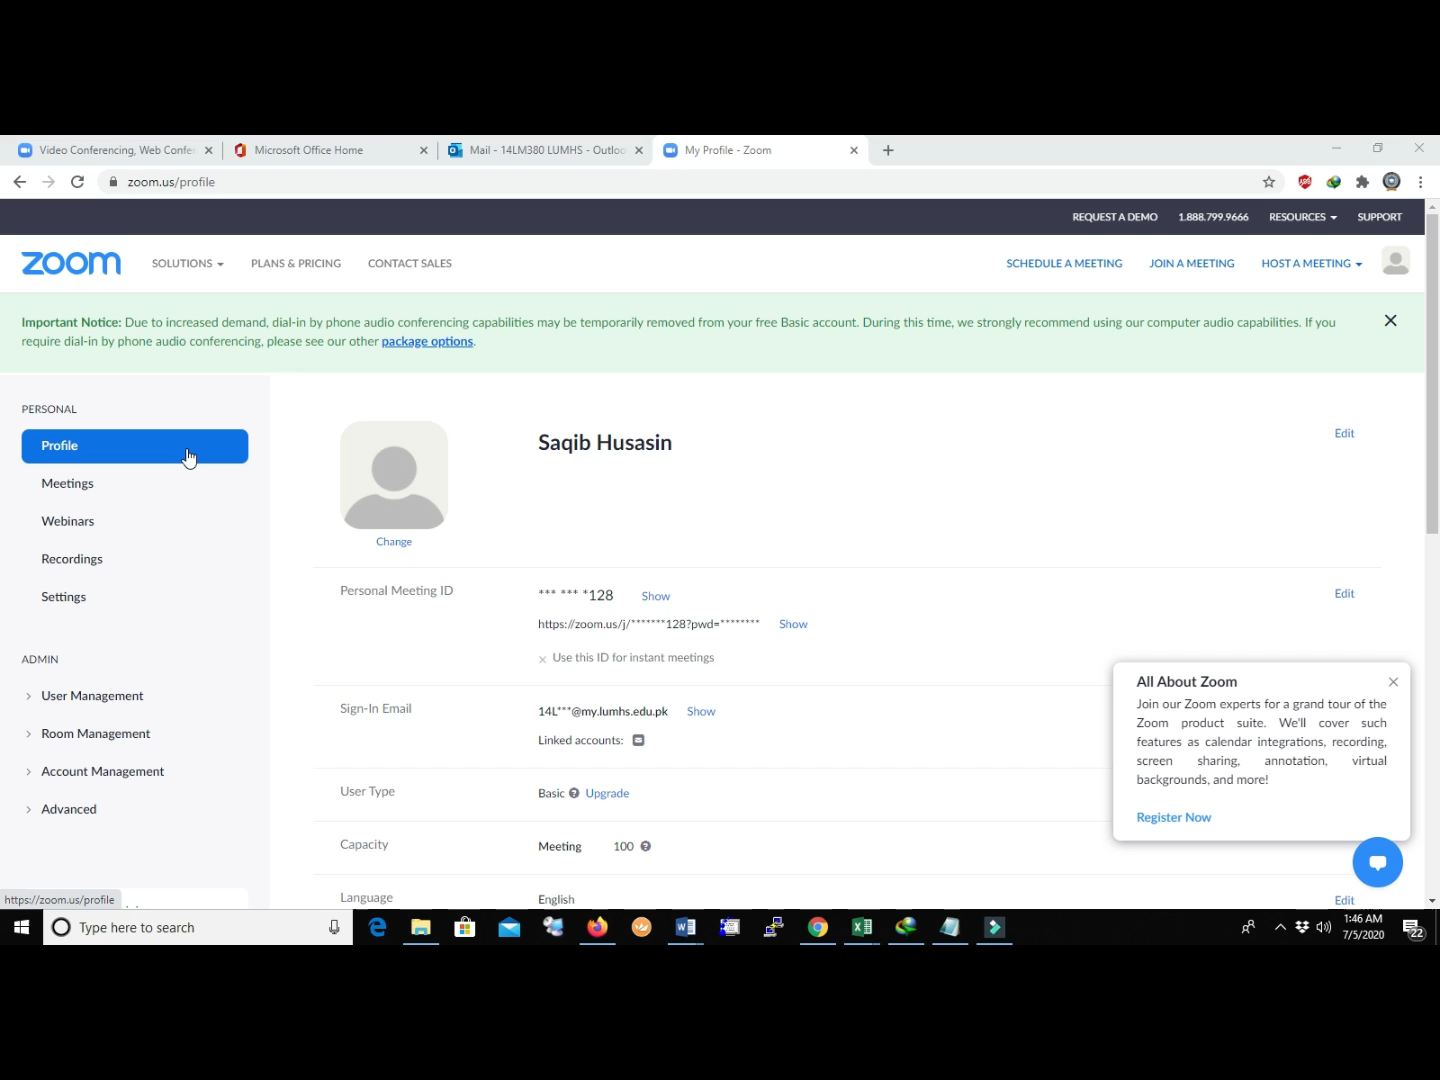 Video Conferencing, Web Confer
Microsoft Office Home
Mail - 14LM380 LUMHS - Outloo
My Profile - Zoom
zoom.us/profile
REQUEST A DEMO 1.888.799.9666 RESOURCES SUPPORT
zoom SOLUTIONS PLANS & PRICING CONTACT SALES SCHEDULE A MEETING JOIN A MEETING HOST A MEETING
Important Notice: Due to increased demand, dial-in by phone audio conferencing capabilities may be temporarily removed from your free Basic account. During this time, we strongly recommend using our computer audio capabilities. If you
require dial-in by phone audio conferencing, please see our other package options.
PERSONAL
Profile
Meetings
Webinars
Recordings
Settings
ADMIN
User Management
Room Management
Account Management
Advanced
https://zoom.us/profile
Saqib Husasin Edit
Change
Personal Meeting ID *** *** *128 Show Edit
https://zoom.us/j/*******128?pwd=******** Show
Use this ID for instant meetings
Sign-In Email 14L***@my.lumhs.edu.pk Show
Linked accounts:
User Type Basic Upgrade
Capacity Meeting 100
Language English Edit
All About Zoom
Join our Zoom experts for a grand tour of the
Zoom product suite. We'll cover such
features as calendar integrations, recording,
screen sharing, annotation, virtual
backgrounds, and more!
Register Now
Type here to search
1:46 AM
7/5/2020
22